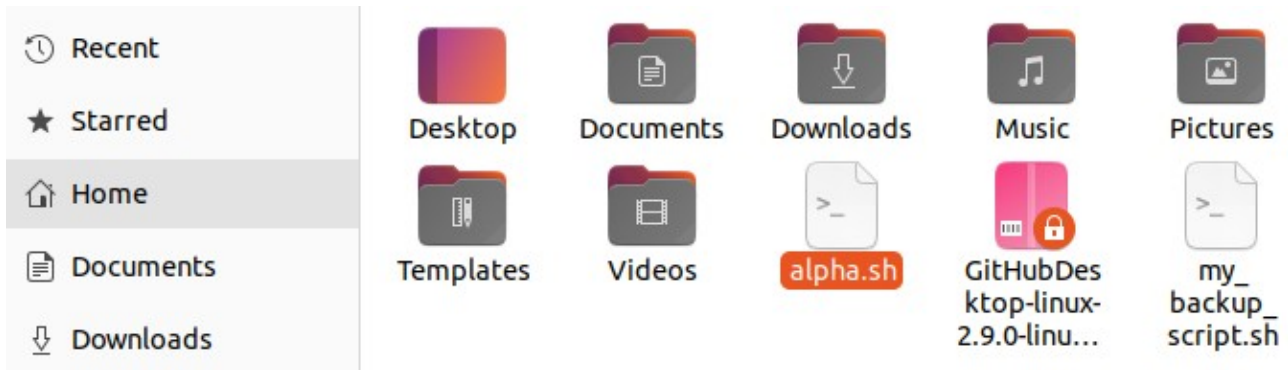 Recent
Starred
Home
Documents
Downloads
Desktop
Documents
Downloads
Music
Pictures
Templates
Videos
>_
alpha.sh
GitHubDes
ktop-linux-
2.9.0-linu...
>_
my_
backup_
script.sh